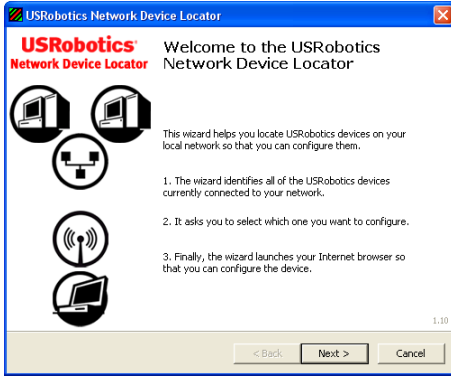 USRobotics Network Device Locator
USRobotics
Network Device Locator
Welcome to the USRobotics
Network Device Locator
This wizard helps you locate USRobotics devices on your
local network so that you can configure them.
1. The wizard identifies all of the USRobotics devices
currently connected to your network.
2. It asks you to select which one you want to configure.
3. Finally, the wizard launches your Internet browser so
that you can configure the device.
1.10
< Back
Next >
Cancel